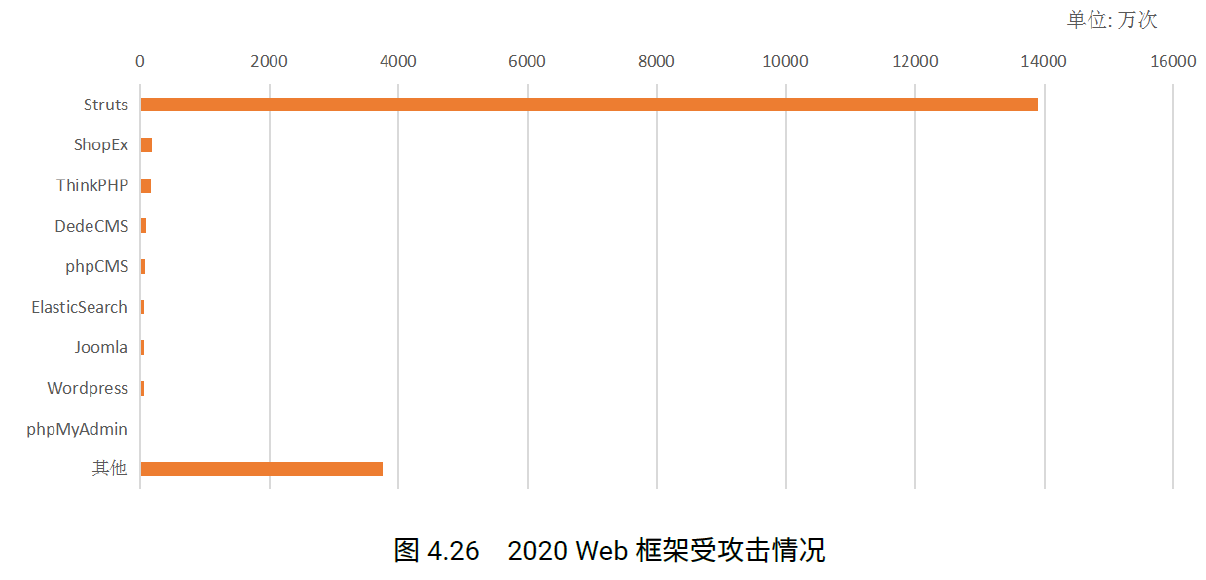 单位: 万次
0 2000 4000 6000 8000 10000 12000 14000 16000
Struts
ShopEx
ThinkPHP
DedeCMS
phpCMS
ElasticSearch
Joomla
Wordpress
phpMyAdmin
其他
图 4.26 2020 Web 框架受攻击情况